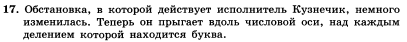 17. Обстановка, в которой действует исполнитель Кузнечик, немного
изменилась. Теперь он прыгает вдоль числовой оси, над каждым
делением которой находится буква.